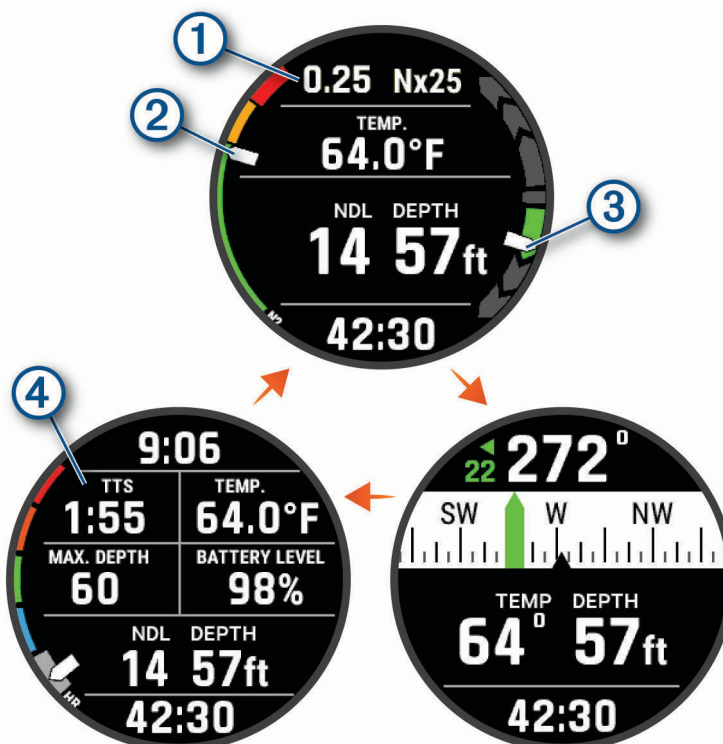 1
0.25 Nx25
2
TEMP.
64.0°F
3
NDL DEPTH
14 57ft
N2
42:30
4
9:06
TTS TEMP.
1:55 64.0°F
MAX. DEPTH BATTERY LEVEL
60 98%
NDL DEPTH
14 57ft
HR
42:30
22 272°
SW W NW
TEMP DEPTH
64° 57ft
42:30